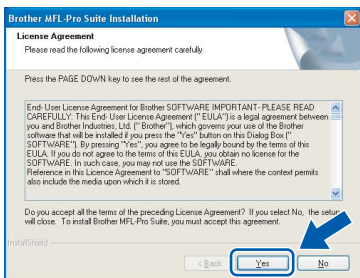 Brother MFL-Pro Suite Installation
License Agreement
Please read the following license agreement carefully.
Press the PAGE DOWN key to see the rest of the agreement.
End- User License Agreement for Brother SOFTWARE IMPORTANT- PLEASE READ
CAREFULLY: This End- User License Agreement (" EULA") is a legal agreement between
you and Brother Industries, Ltd. (" Brother"), which governs your use of the Brother
software that will be installed if you press the "Yes" button on this Dialog Box ("
SOFTWARE"). By pressing "Yes", you agree to be legally bound by the terms of this
EULA. If you do not agree to the terms of this EULA, you obtain no license for the
SOFTWARE. In such case, you may not use the SOFTWARE.
Reference in this Licence Agreement to "SOFTWARE" shall where the context permits
also include the media upon which it is stored.
Do you accept all the terms of the preceding License Agreement? If you select No, the setup
will close. To install Brother MFL-Pro Suite, you must accept this agreement.
InstallShield
< Back
Yes
No